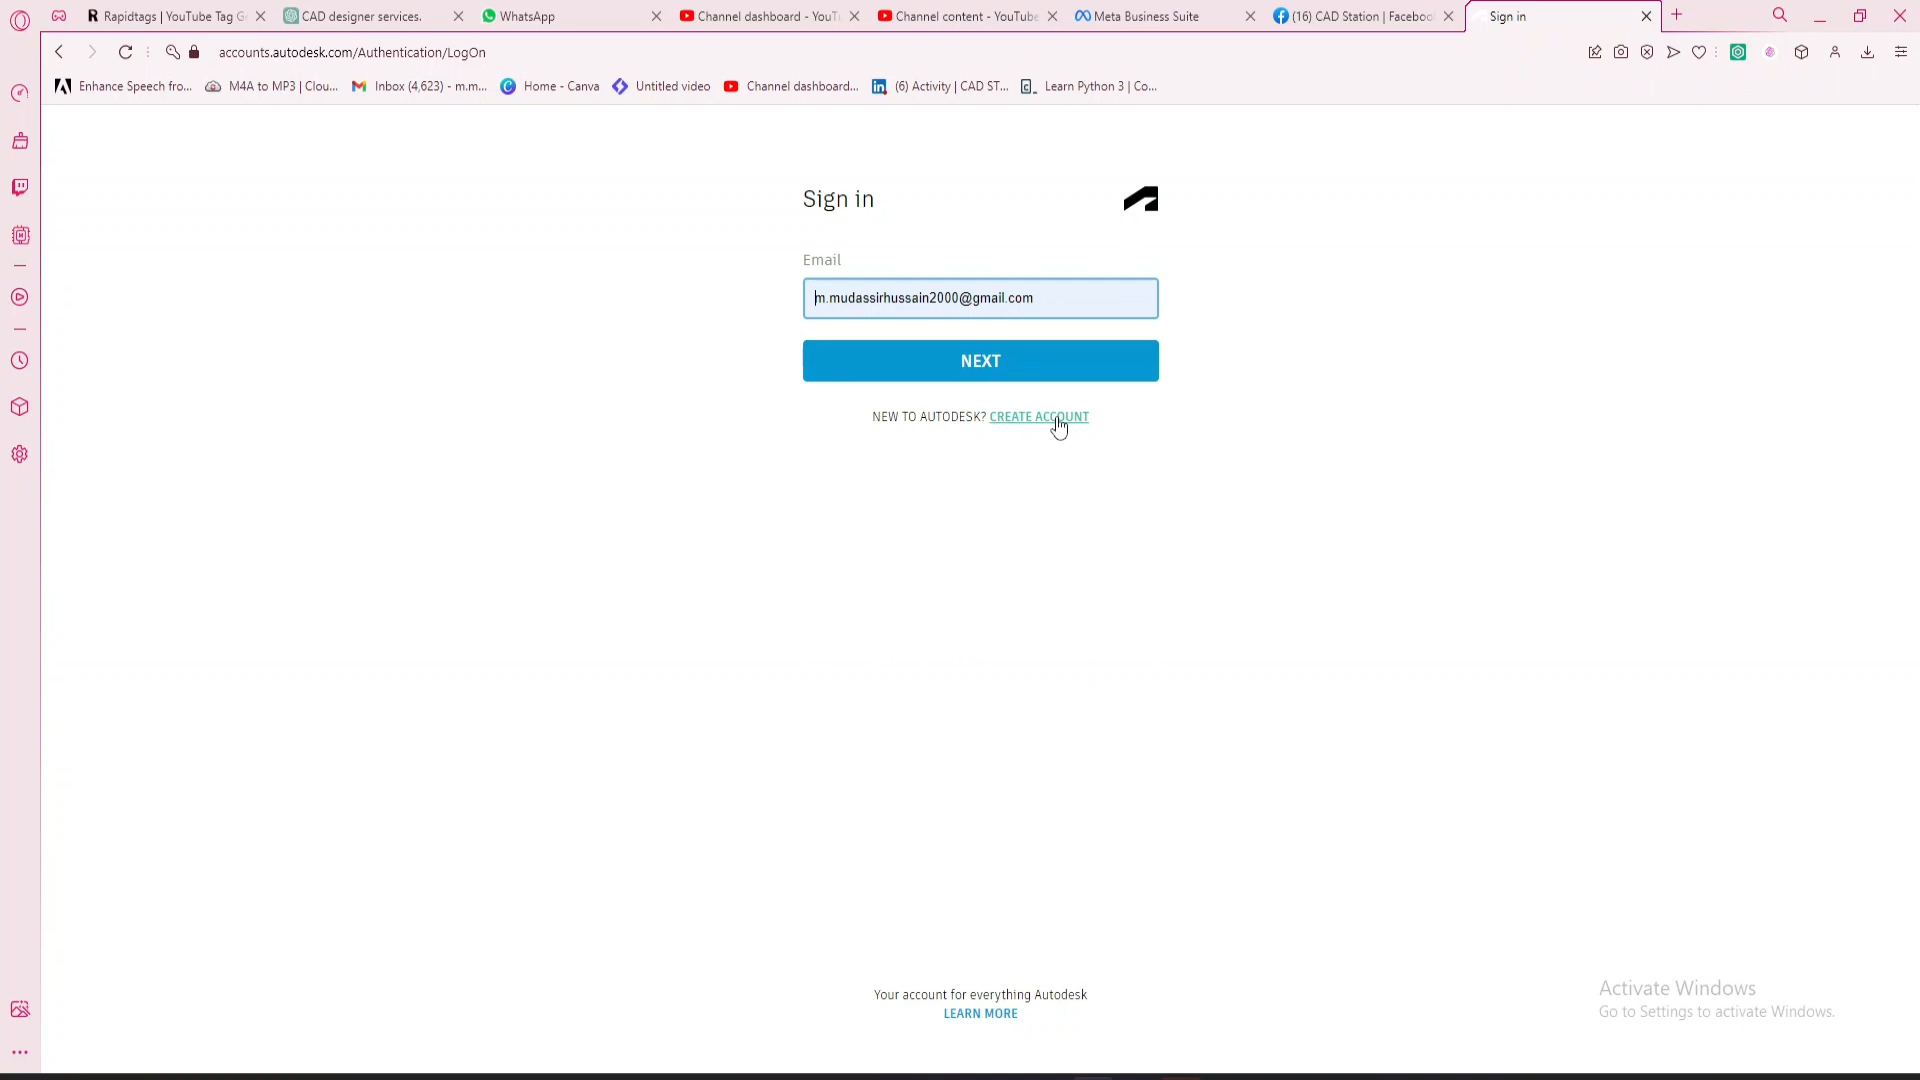 Rapidtags | YouTube Tag Ge
CAD designer services.
WhatsApp
Channel dashboard - YouTu
Channel content - YouTube
Meta Business Suite
(16) CAD Station | Facebook
Sign in
accounts.autodesk.com/Authentication/LogOn
Enhance Speech fro...
M4A to MP3 | Clou...
Inbox (4,623) - m.m...
Home - Canva
Untitled video
Channel dashboard...
(6) Activity | CAD ST...
Learn Python 3 | Co...
Sign in
Email
m.mudassirhussain2000@gmail.com
NEXT
NEW TO AUTODESK? CREATE ACCOUNT
Your account for everything Autodesk
LEARN MORE
Activate Windows
Go to Settings to activate Windows.